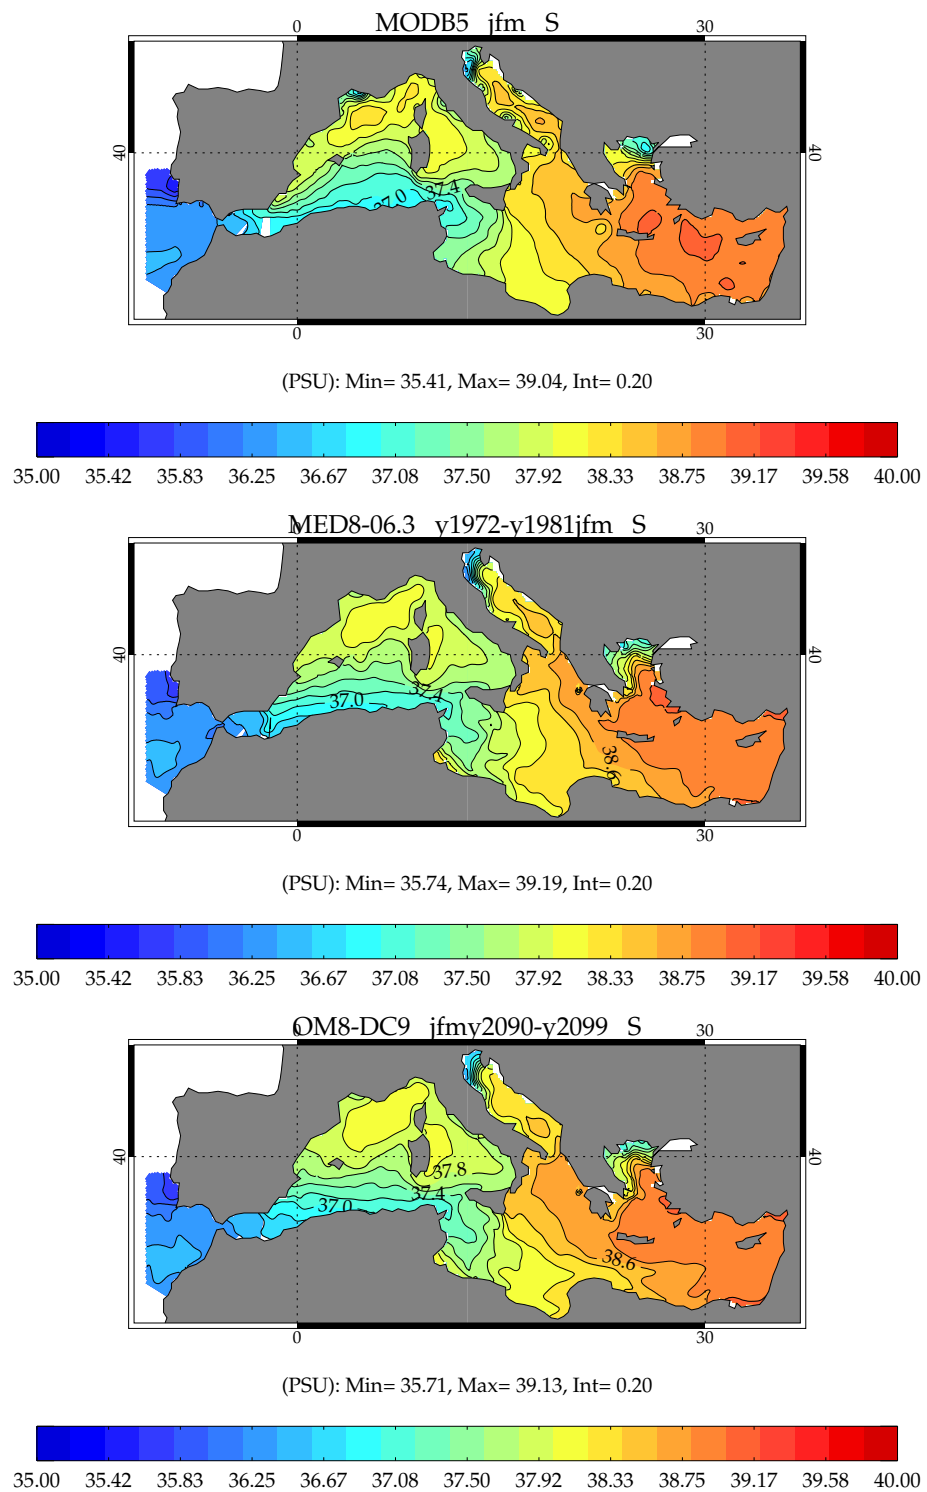 MODB5 jfm S
0 30
37.0 37.4
40 40
0 30
(PSU): Min= 35.41, Max= 39.04, Int= 0.20
35.00 35.42 35.83 36.25 36.67 37.08 37.50 37.92 38.33 38.75 39.17 39.58 40.00
MED8-06.3 y1972-y1981jfm S
0 30
40 40
37.4
37.0
38.6
0 30
(PSU): Min= 35.74, Max= 39.19, Int= 0.20
35.00 35.42 35.83 36.25 36.67 37.08 37.50 37.92 38.33 38.75 39.17 39.58 40.00
OM8-DC9 jfmy2090-y2099 S
0 30
40 40
37.8
37.4
37.0
38.6
0 30
(PSU): Min= 35.71, Max= 39.13, Int= 0.20
35.00 35.42 35.83 36.25 36.67 37.08 37.50 37.92 38.33 38.75 39.17 39.58 40.00